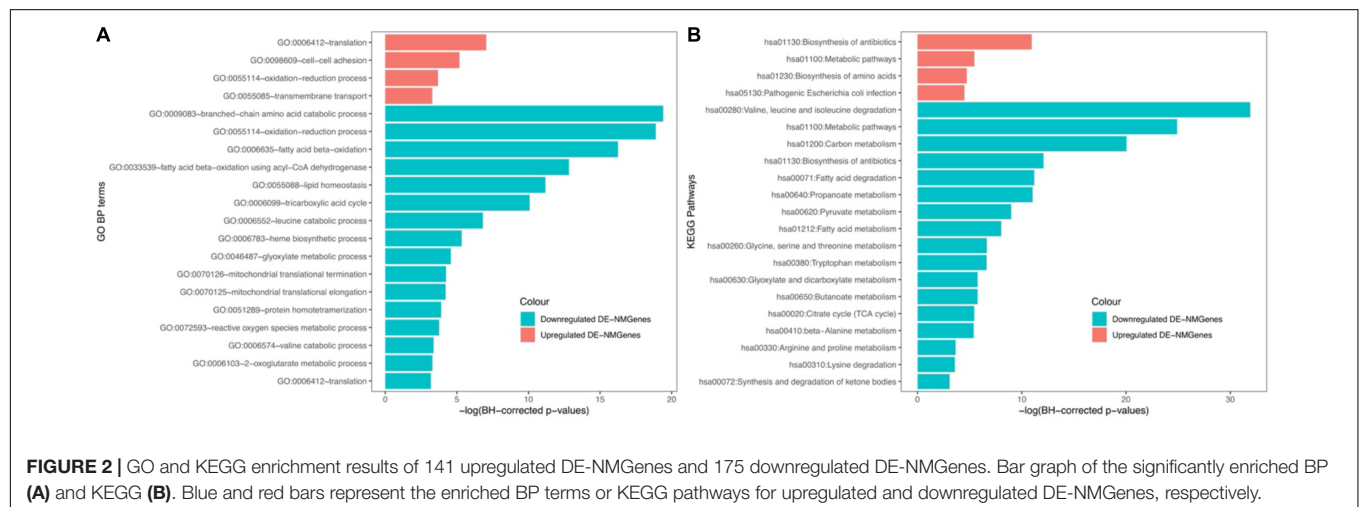 A
GO BP terms
GO:0006412~translation
GO:0098609~cell−cell adhesion
GO:0055114~oxidation−reduction process
GO:0055085~transmembrane transport
GO:0009083~branched−chain amino acid catabolic process
GO:0055114~oxidation−reduction process
GO:0006635~fatty acid beta−oxidation
GO:0033539~fatty acid beta−oxidation using acyl−CoA dehydrogenase
GO:0055088~lipid homeostasis
GO:0006099~tricarboxylic acid cycle
GO:0006552~leucine catabolic process
GO:0006783~heme biosynthetic process
GO:0046487~glyoxylate metabolic process
GO:0070126~mitochondrial translational termination
GO:0070125~mitochondrial translational elongation
GO:0051289~protein homotetramerization
GO:0072593~reactive oxygen species metabolic process
GO:0006574~valine catabolic process
GO:0006103~2−oxoglutarate metabolic process
GO:0006412~translation
Colour
Downregulated DE−NMGenes
Upregulated DE−NMGenes
0 5 10 15 20
−log(BH−corrected p−values)
B
KEGG Pathways
hsa01130:Biosynthesis of antibiotics
hsa01100:Metabolic pathways
hsa01230:Biosynthesis of amino acids
hsa05130:Pathogenic Escherichia coli infection
hsa00280:Valine, leucine and isoleucine degradation
hsa01100:Metabolic pathways
hsa01200:Carbon metabolism
hsa01130:Biosynthesis of antibiotics
hsa00071:Fatty acid degradation
hsa00640:Propanoate metabolism
hsa00620:Pyruvate metabolism
hsa01212:Fatty acid metabolism
hsa00260:Glycine, serine and threonine metabolism
hsa00380:Tryptophan metabolism
hsa00630:Glyoxylate and dicarboxylate metabolism
hsa00650:Butanoate metabolism
hsa00020:Citrate cycle (TCA cycle)
hsa00410:beta−Alanine metabolism
hsa00330:Arginine and proline metabolism
hsa00310:Lysine degradation
hsa00072:Synthesis and degradation of ketone bodies
Colour
Downregulated DE−NMGenes
Upregulated DE−NMGenes
0 10 20 30
−log(BH−corrected p−values)
FIGURE 2 | GO and KEGG enrichment results of 141 upregulated DE-NMGenes and 175 downregulated DE-NMGenes. Bar graph of the significantly enriched BP
(A) and KEGG (B). Blue and red bars represent the enriched BP terms or KEGG pathways for upregulated and downregulated DE-NMGenes, respectively.